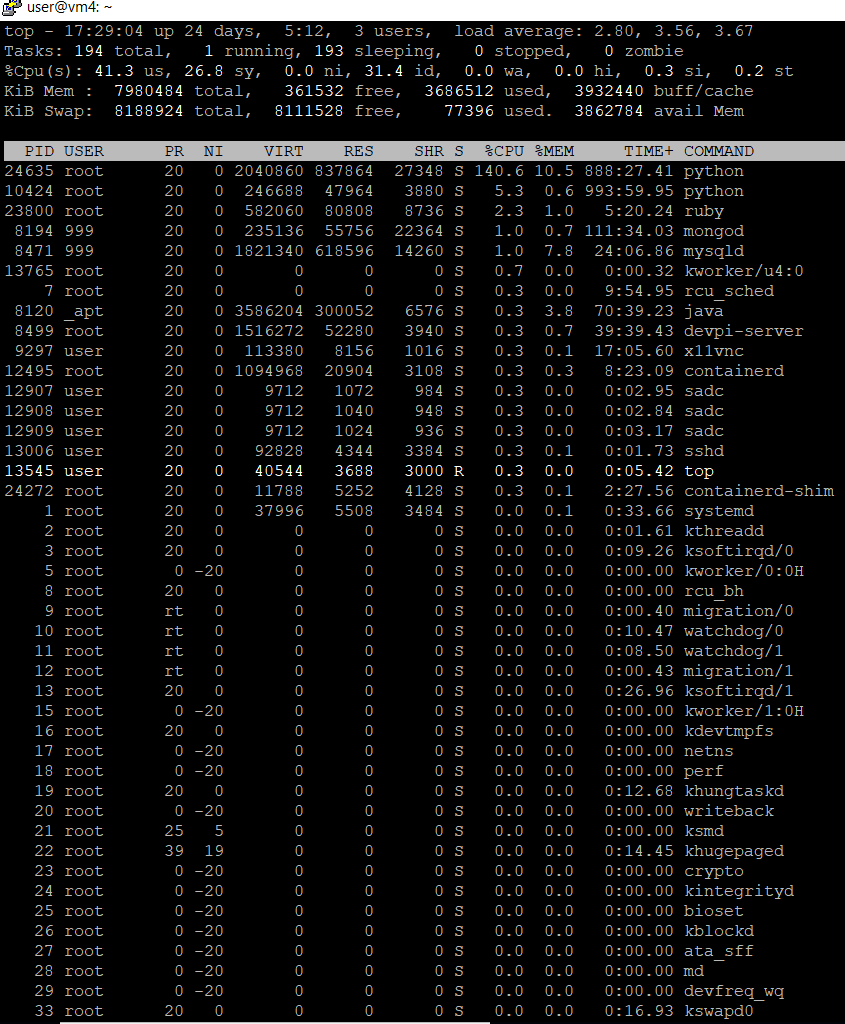 user@vm4: ~
top - 17:29:04 up 24 days,  5:12,  3 users,  load average: 2.80, 3.56, 3.67
Tasks: 194 total,   1 running, 193 sleeping,   0 stopped,   0 zombie
%Cpu(s): 41.3 us, 26.8 sy,  0.0 ni, 31.4 id,  0.0 wa,  0.0 hi,  0.3 si,  0.2 st
KiB Mem :  7980484 total,   361532 free,  3686512 used,  3932440 buff/cache
KiB Swap:  8188924 total,  8111528 free,    77396 used.  3862784 avail Mem
  PID USER      PR  NI    VIRT    RES    SHR S  %CPU %MEM     TIME+ COMMAND
24635 root      20   0 2040860 837864  27348 S 140.6 10.5 888:27.41 python
10424 root      20   0  246688  47964   3880 S   5.3  0.6 993:59.95 python
23800 root      20   0  582060  80808   8736 S   2.3  1.0   5:20.24 ruby
 8194 999       20   0  235136  55756  22364 S   1.0  0.7 111:34.03 mongod
 8471 999       20   0 1821340 618596  14260 S   1.0  7.8  24:06.86 mysqld
13765 root      20   0       0      0      0 S   0.7  0.0   0:00.32 kworker/u4:0
    7 root      20   0       0      0      0 S   0.3  0.0   9:54.95 rcu_sched
 8120 _apt      20   0 3586204 300052   6576 S   0.3  3.8  70:39.23 java
 8499 root      20   0 1516272  52280   3940 S   0.3  0.7  39:39.43 devpi-server
 9297 user      20   0  113380   8156   1016 S   0.3  0.1  17:05.60 x11vnc
12495 root      20   0 1094968  20904   3108 S   0.3  0.3   8:23.09 containerd
12907 user      20   0    9712   1072    984 S   0.3  0.0   0:02.95 sadc
12908 user      20   0    9712   1040    948 S   0.3  0.0   0:02.84 sadc
12909 user      20   0    9712   1024    936 S   0.3  0.0   0:03.17 sadc
13006 user      20   0   92828   4344   3384 S   0.3  0.1   0:01.73 sshd
13545 user      20   0   40544   3688   3000 R   0.3  0.0   0:05.42 top
24272 root      20   0   11788   5252   4128 S   0.3  0.1   2:27.56 containerd-shim
    1 root      20   0   37996   5508   3484 S   0.0  0.1   0:33.66 systemd
    2 root      20   0       0      0      0 S   0.0  0.0   0:01.61 kthreadd
    3 root      20   0       0      0      0 S   0.0  0.0   0:09.26 ksoftirqd/0
    5 root       0 -20       0      0      0 S   0.0  0.0   0:00.00 kworker/0:0H
    8 root      20   0       0      0      0 S   0.0  0.0   0:00.00 rcu_bh
    9 root      rt   0       0      0      0 S   0.0  0.0   0:00.40 migration/0
   10 root      rt   0       0      0      0 S   0.0  0.0   0:10.47 watchdog/0
   11 root      rt   0       0      0      0 S   0.0  0.0   0:08.50 watchdog/1
   12 root      rt   0       0      0      0 S   0.0  0.0   0:00.43 migration/1
   13 root      20   0       0      0      0 S   0.0  0.0   0:26.96 ksoftirqd/1
   15 root       0 -20       0      0      0 S   0.0  0.0   0:00.00 kworker/1:0H
   16 root      20   0       0      0      0 S   0.0  0.0   0:00.00 kdevtmpfs
   17 root       0 -20       0      0      0 S   0.0  0.0   0:00.00 netns
   18 root       0 -20       0      0      0 S   0.0  0.0   0:00.00 perf
   19 root      20   0       0      0      0 S   0.0  0.0   0:12.68 khungtaskd
   20 root       0 -20       0      0      0 S   0.0  0.0   0:00.00 writeback
   21 root      25   5       0      0      0 S   0.0  0.0   0:00.00 ksmd
   22 root      39  19       0      0      0 S   0.0  0.0   0:14.45 khugepaged
   23 root       0 -20       0      0      0 S   0.0  0.0   0:00.00 crypto
   24 root       0 -20       0      0      0 S   0.0  0.0   0:00.00 kintegrityd
   25 root       0 -20       0      0      0 S   0.0  0.0   0:00.00 bioset
   26 root       0 -20       0      0      0 S   0.0  0.0   0:00.00 kblockd
   27 root       0 -20       0      0      0 S   0.0  0.0   0:00.00 ata_sff
   28 root       0 -20       0      0      0 S   0.0  0.0   0:00.00 md
   29 root       0 -20       0      0      0 S   0.0  0.0   0:00.00 devfreq_wq
   33 root      20   0       0      0      0 S   0.0  0.0   0:16.93 kswapd0